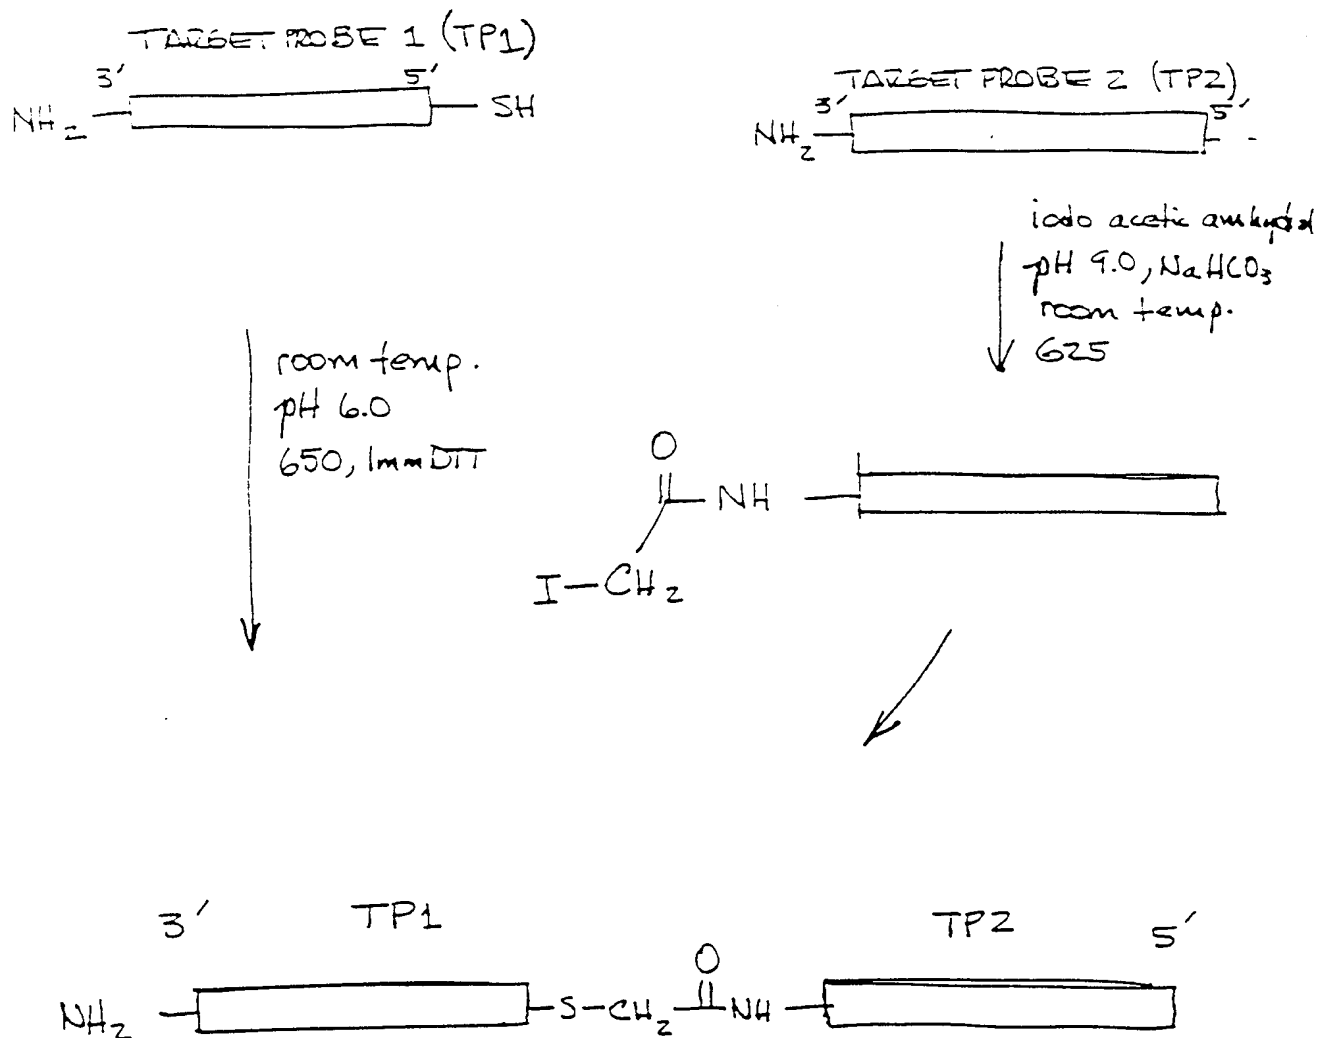 TARGET PROBE 1 (TP1)
3' 5'
NH2 SH
TARGET PROBE 2 (TP2)
3' 5'
NH2
iodo acetic
pH 9.0, NaHCO3
room temp.
625
room temp.
pH 6.0
650, 1mm DTT
O
NH
I-CH2
3' TP1 TP2 5'
O
NH2 S-CH2 NH